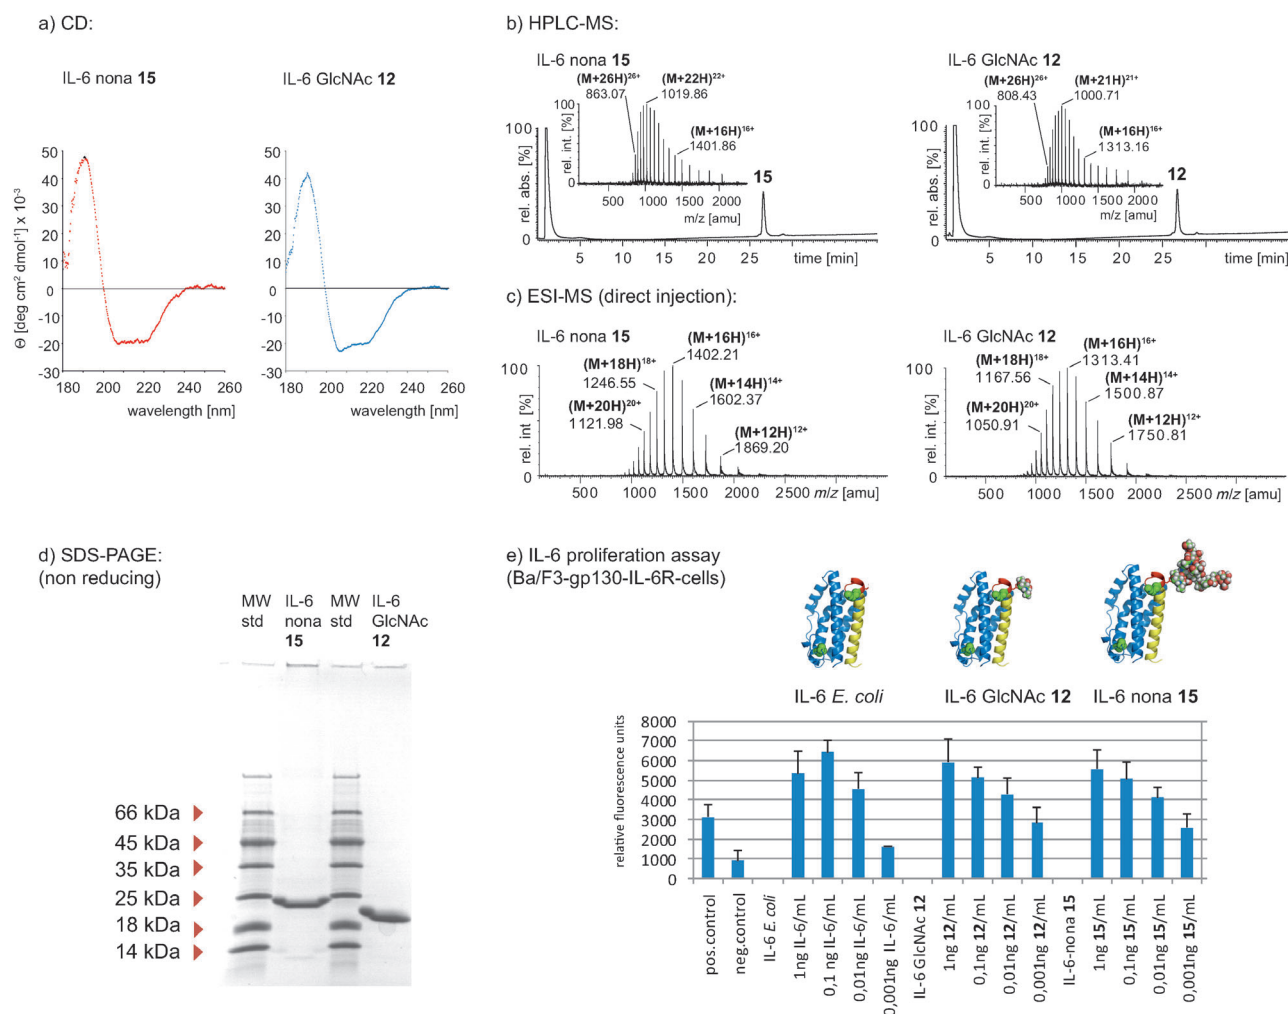 a) CD:
IL-6 nona 15
IL-6 GlcNAc 12
Θ [deg cm² dmol⁻¹] x 10⁻³
50
40
30
20
10
0
-10
-20
-30
180 200 220 240 260
50
40
30
20
10
0
-10
-20
-30
180 200 220 240 260
wavelength [nm]
wavelength [nm]
b) HPLC-MS:
IL-6 nona 15
(M+26H)²⁶⁺
863.07
(M+22H)²²⁺
1019.86
(M+16H)¹⁶⁺
1401.86
rel. int. [%]
100
0
500 1000 1500 2000
m/z [amu]
rel. abs. [%]
100
0
15
5 10 15 20 25 time [min]
IL-6 GlcNAc 12
(M+26H)²⁶⁺
808.43
(M+21H)²¹⁺
1000.71
(M+16H)¹⁶⁺
1313.16
rel. int. [%]
100
0
500 1000 1500 2000
m/z [amu]
rel. abs. [%]
100
0
12
5 10 15 20 25 time [min]
c) ESI-MS (direct injection):
IL-6 nona 15
(M+16H)¹⁶⁺
1402.21
(M+18H)¹⁸⁺
1246.55
(M+14H)¹⁴⁺
1602.37
(M+20H)²⁰⁺
1121.98
(M+12H)¹²⁺
1869.20
rel. int. [%]
100
0
500 1000 1500 2000 2500 m/z [amu]
IL-6 GlcNAc 12
(M+16H)¹⁶⁺
1313.41
(M+18H)¹⁸⁺
1167.56
(M+14H)¹⁴⁺
1500.87
(M+20H)²⁰⁺
1050.91
(M+12H)¹²⁺
1750.81
rel. int. [%]
100
0
500 1000 1500 2000 2500 m/z [amu]
d) SDS-PAGE:
(non reducing)
MW IL-6 MW IL-6
std nona std GlcNAc
15 12
66 kDa
45 kDa
35 kDa
25 kDa
18 kDa
14 kDa
e) IL-6 proliferation assay
(Ba/F3-gp130-IL-6R-cells)
IL-6 E. coli
IL-6 GlcNAc 12
IL-6 nona 15
relative fluorescence units
8000
7000
6000
5000
4000
3000
2000
1000
0
pos.control
neg.control
IL-6 E. coli
1ng IL-6/mL
0,1 ng IL-6/mL
0,01ng IL-6/mL
0,001ng IL-6/mL
IL-6 GlcNAc 12
1ng 12/mL
0,1ng 12/mL
0,01ng 12/mL
0,001ng 12/mL
IL-6-nona 15
1ng 15/mL
0,1ng 15/mL
0,01ng 15/mL
0,001ng 15/mL